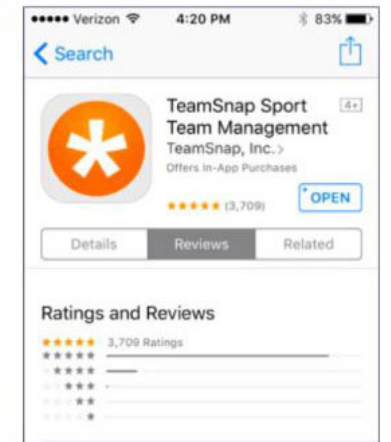 Verizon 4:20 PM 83%
Search
TeamSnap Sport 4+
Team Management
TeamSnap, Inc. >
Offers In-App Purchases
★★★★★ (3,709) + OPEN
Details Reviews Related
Ratings and Reviews
★★★★★ 3,709 Ratings
★★★★★
★★★★
★★★
★★
★